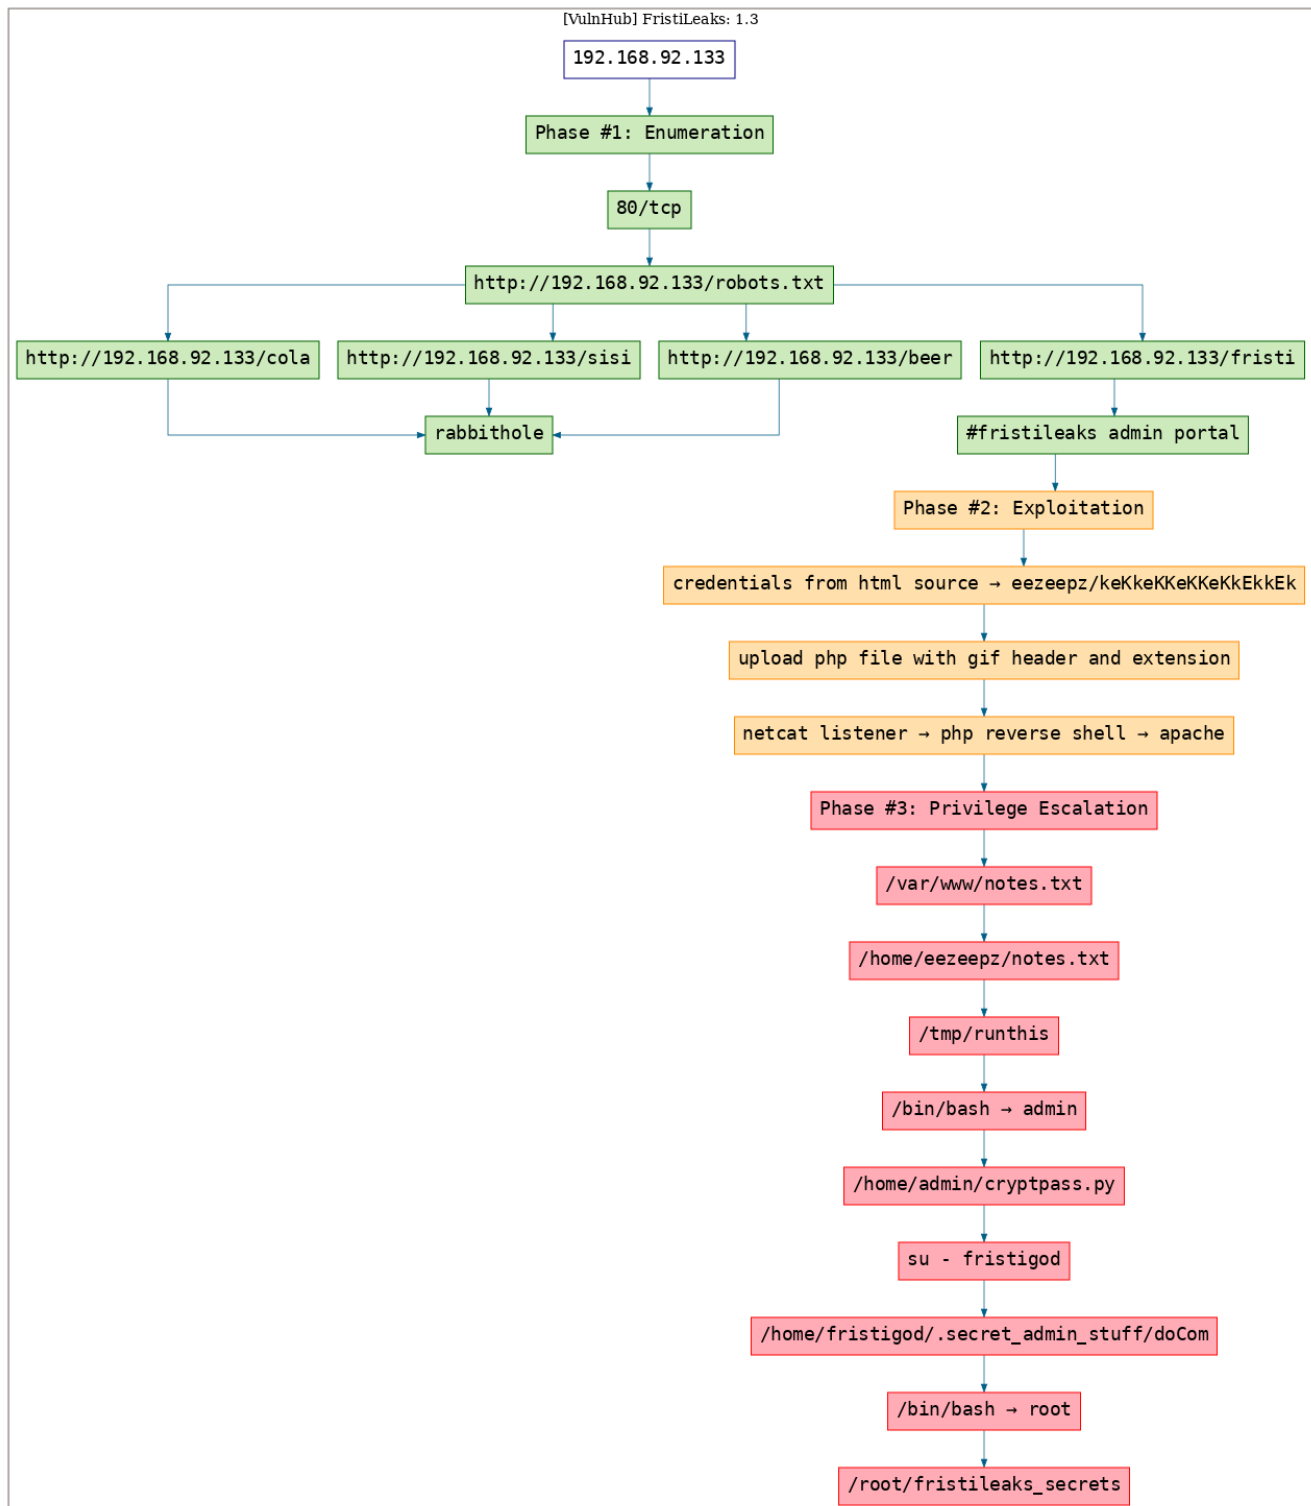 [VulnHub] FristiLeaks: 1.3
192.168.92.133
Phase #1: Enumeration
80/tcp
http://192.168.92.133/robots.txt
http://192.168.92.133/cola
http://192.168.92.133/sisi
http://192.168.92.133/beer
http://192.168.92.133/fristi
rabbithole
#fristileaks admin portal
Phase #2: Exploitation
credentials from html source → eezeepz/keKkeKKeKKeKkEkkEk
upload php file with gif header and extension
netcat listener → php reverse shell → apache
Phase #3: Privilege Escalation
/var/www/notes.txt
/home/eezeepz/notes.txt
/tmp/runthis
/bin/bash → admin
/home/admin/cryptpass.py
su - fristigod
/home/fristigod/.secret_admin_stuff/doCom
/bin/bash → root
/root/fristileaks_secrets